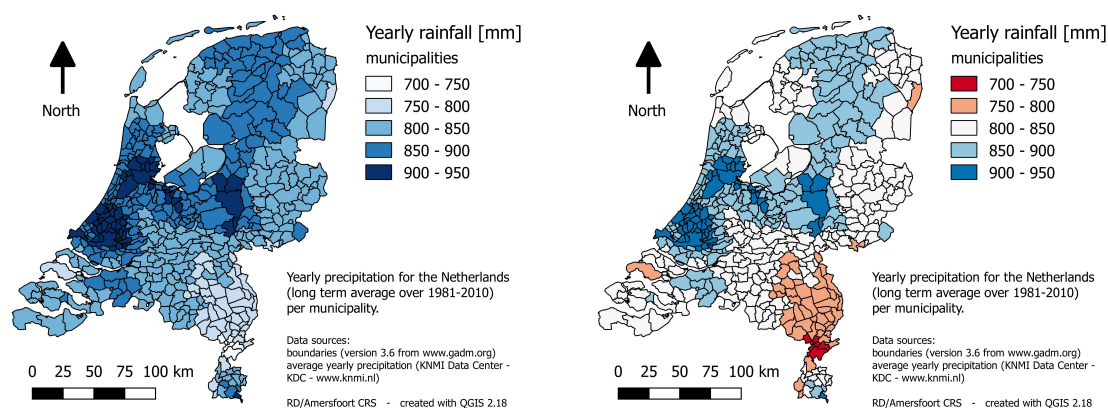 Yearly rainfall [mm]
municipalities
700 - 750
750 - 800
800 - 850
850 - 900
900 - 950
North
Yearly precipitation for the Netherlands
(long term average over 1981-2010)
per municipality.
Data sources:
boundaries (version 3.6 from www.gadm.org)
average yearly precipitation (KNMI Data Center -
KDC - www.knmi.nl)
0 25 50 75 100 km
RD/Amersfoort CRS - created with QGIS 2.18
Yearly rainfall [mm]
municipalities
700 - 750
750 - 800
800 - 850
850 - 900
900 - 950
North
Yearly precipitation for the Netherlands
(long term average over 1981-2010)
per municipality.
Data sources:
boundaries (version 3.6 from www.gadm.org)
average yearly precipitation (KNMI Data Center -
KDC - www.knmi.nl)
0 25 50 75 100 km
RD/Amersfoort CRS - created with QGIS 2.18